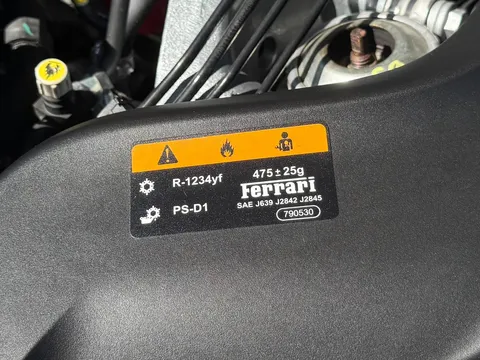 R-1234yf 475 ± 25g
Ferrari
PS-D1 SAE J639 J2842 J2845
790530